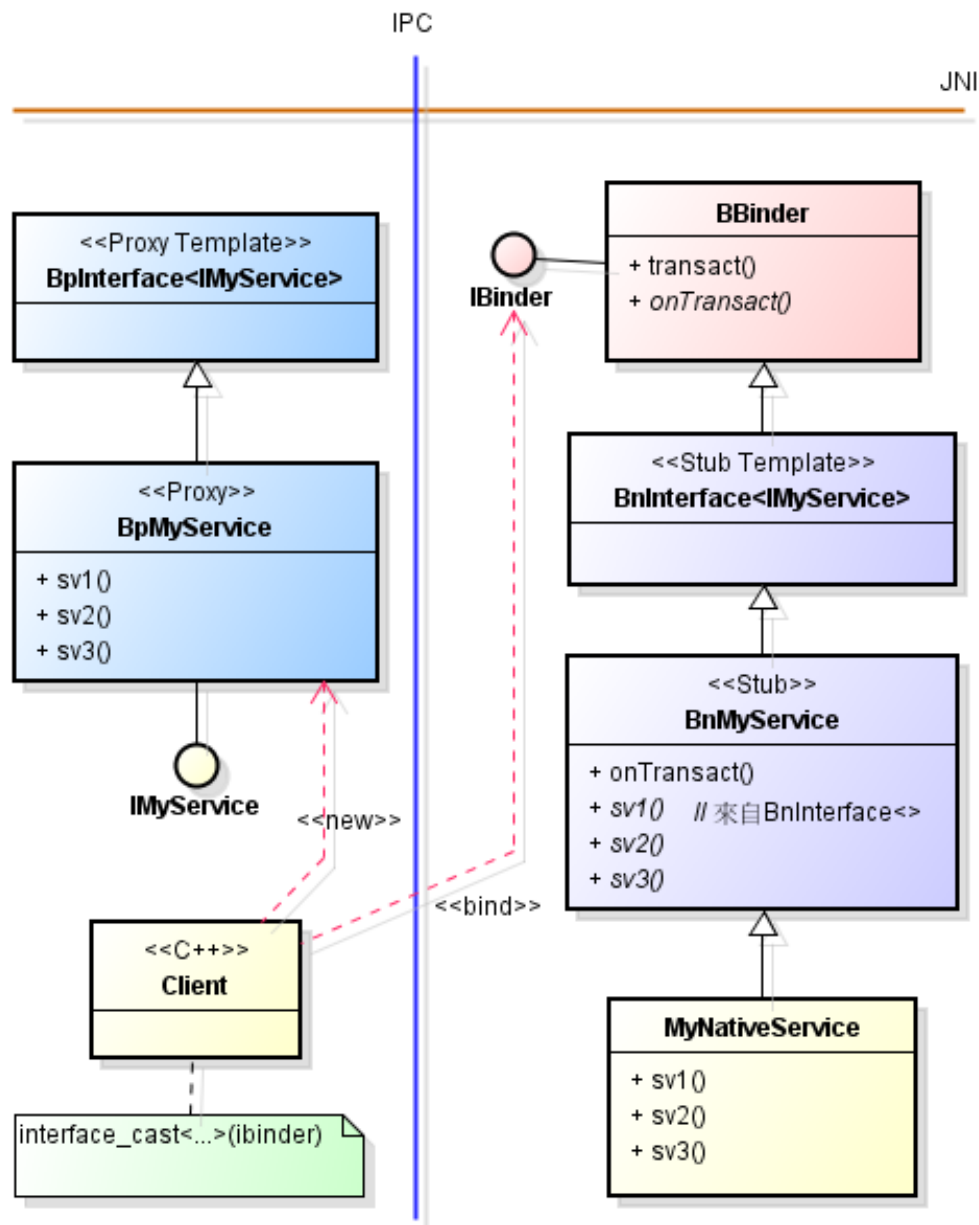 IPC
JNI
<<Proxy Template>>
BpInterface<IMyService>
<<Proxy>>
BpMyService
+ sv1()
+ sv2()
+ sv3()
IMyService
<<new>>
<<C++>>
Client
interface_cast<...>(ibinder)
IBinder
<<bind>>
BBinder
+ transact()
+ onTransact()
<<Stub Template>>
BnInterface<IMyService>
<<Stub>>
BnMyService
+ onTransact()
+ sv1() // 來自BnInterface<>
+ sv2()
+ sv3()
MyNativeService
+ sv1()
+ sv2()
+ sv3()